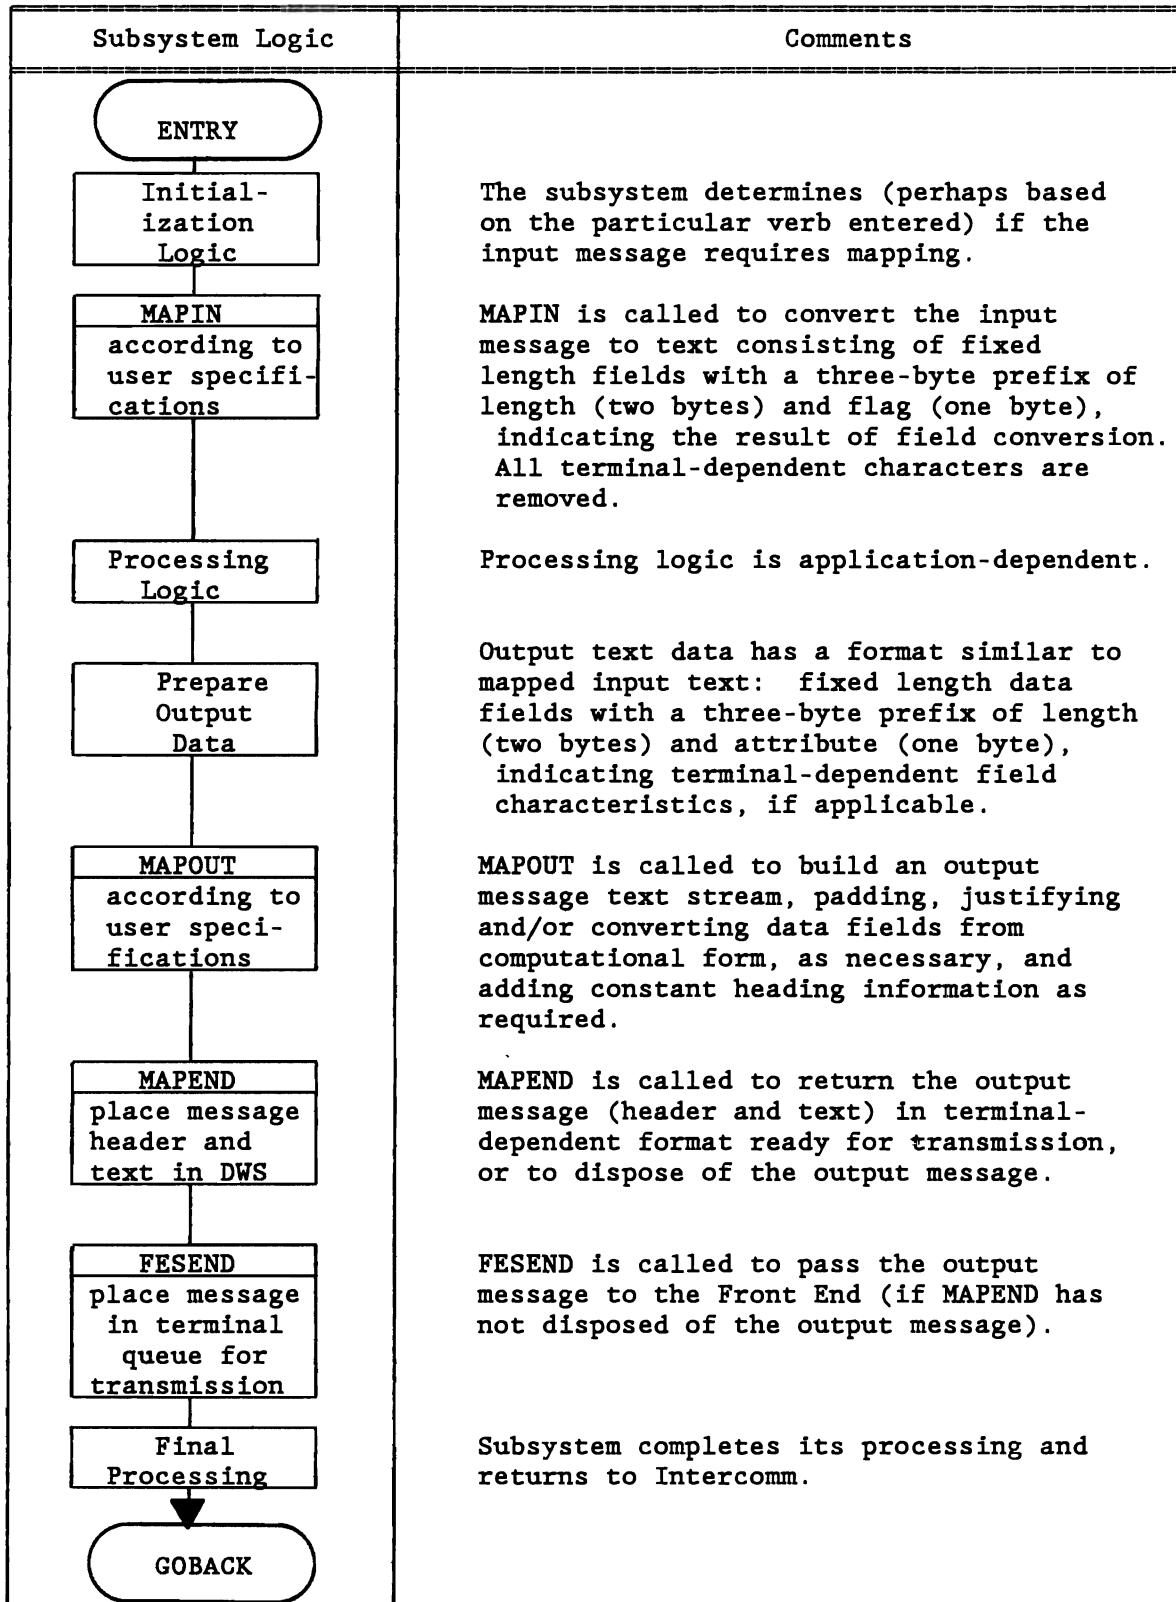 Subsystem Logic
Comments
ENTRY
Initial-
ization
Logic
The subsystem determines (perhaps based
on the particular verb entered) if the
input message requires mapping.
MAPIN
according to
user specifi-
cations
MAPIN is called to convert the input
message to text consisting of fixed
length fields with a three-byte prefix of
length (two bytes) and flag (one byte),
indicating the result of field conversion.
All terminal-dependent characters are
removed.
Processing
Logic
Processing logic is application-dependent.
Prepare
Output
Data
Output text data has a format similar to
mapped input text: fixed length data
fields with a three-byte prefix of length
(two bytes) and attribute (one byte),
indicating terminal-dependent field
characteristics, if applicable.
MAPOUT
according to
user speci-
fications
MAPOUT is called to build an output
message text stream, padding, justifying
and/or converting data fields from
computational form, as necessary, and
adding constant heading information as
required.
MAPEND
place message
header and
text in DWS
MAPEND is called to return the output
message (header and text) in terminal-
dependent format ready for transmission,
or to dispose of the output message.
FESEND
place message
in terminal
queue for
transmission
FESEND is called to pass the output
message to the Front End (if MAPEND has
not disposed of the output message).
Final
Processing
Subsystem completes its processing and
returns to Intercomm.
GOBACK